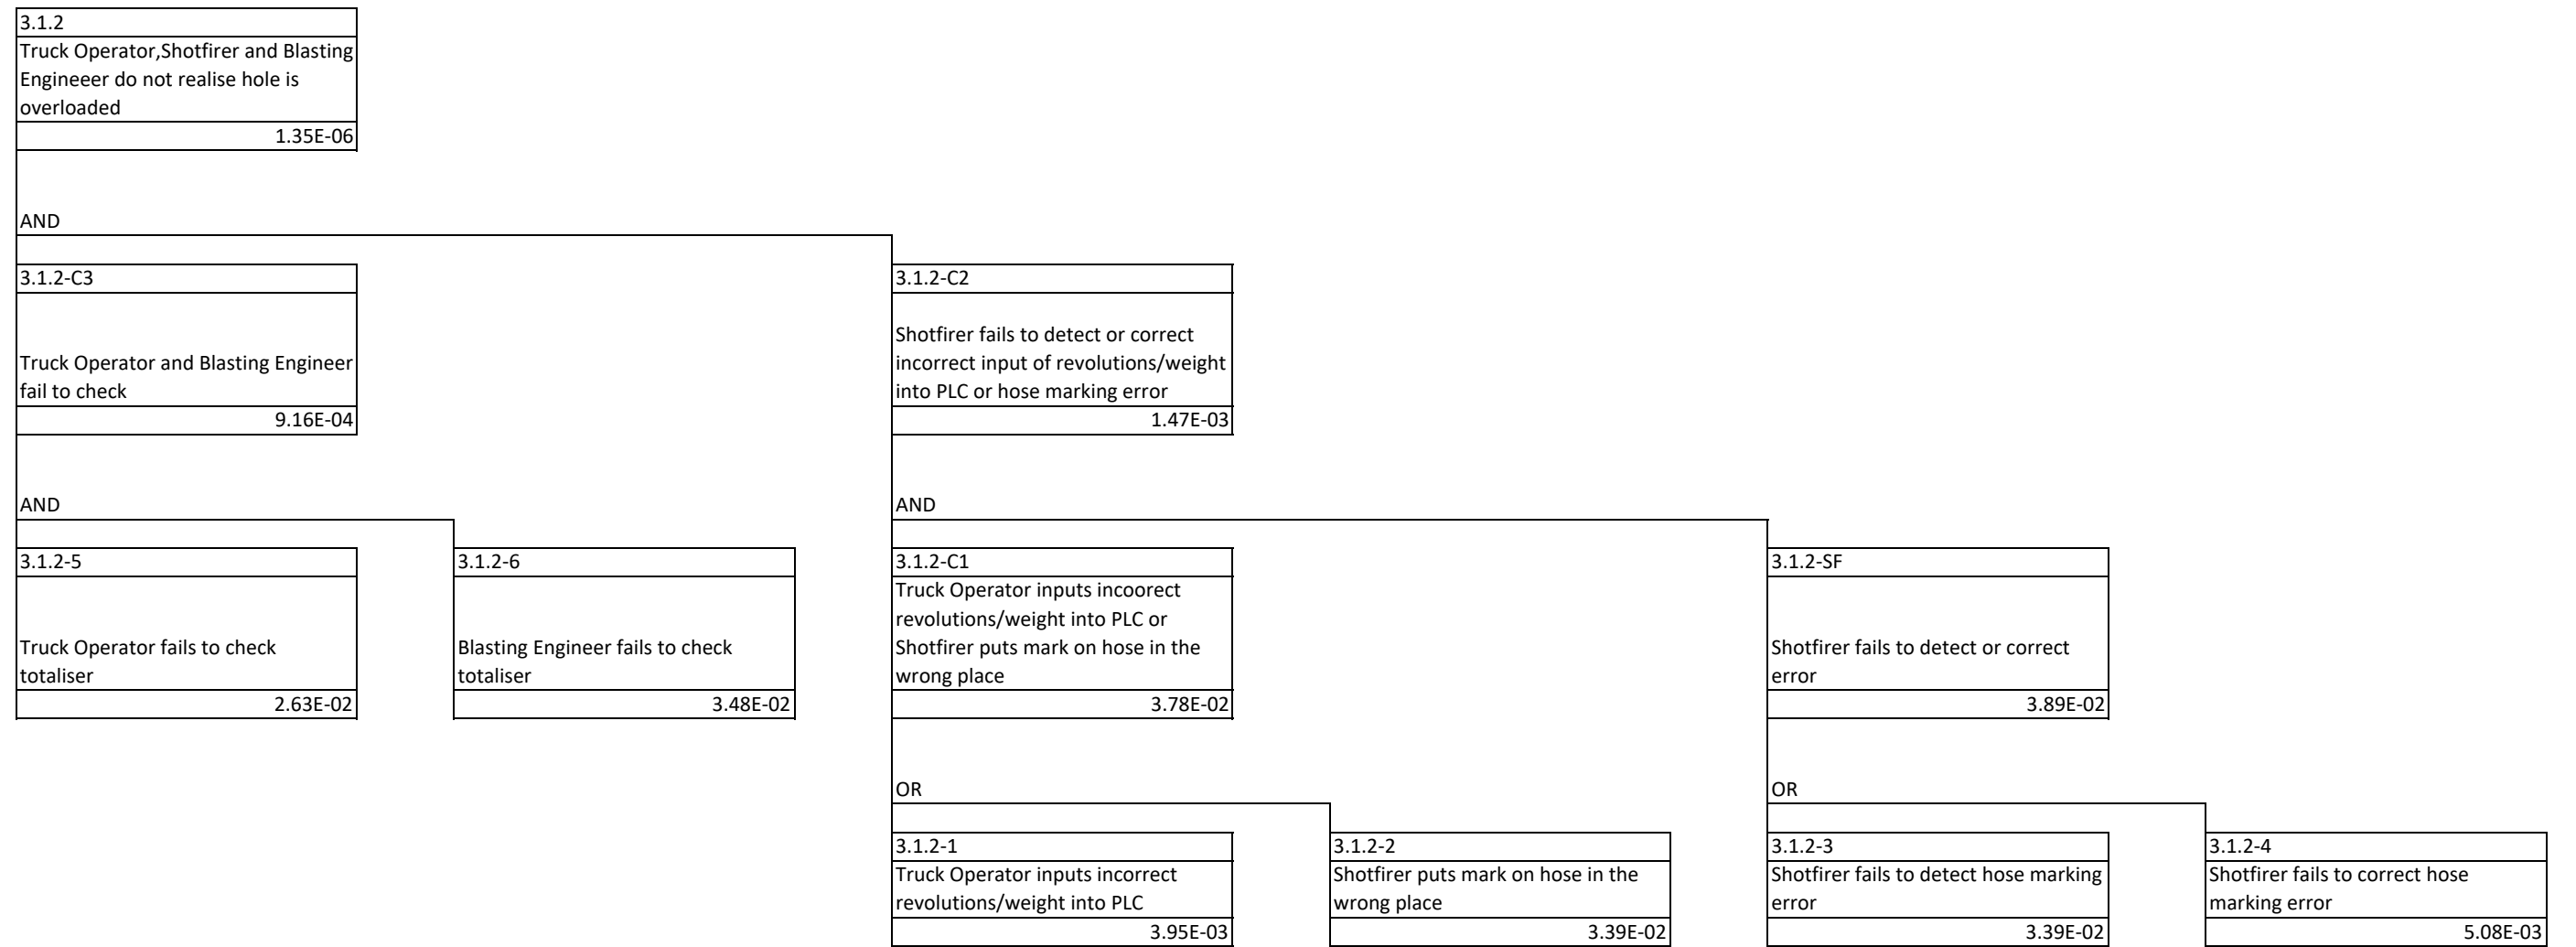 3.1.2
Truck Operator,Shotfirer and Blasting
Engineeer do not realise hole is
overloaded
1.35E-06
AND
3.1.2-C3
Truck Operator and Blasting Engineer
fail to check
9.16E-04
3.1.2-C2
Shotfirer fails to detect or correct
incorrect input of revolutions/weight
into PLC or hose marking error
1.47E-03
AND
AND
3.1.2-5
Truck Operator fails to check
totaliser
2.63E-02
3.1.2-6
Blasting Engineer fails to check
totaliser
3.48E-02
3.1.2-C1
Truck Operator inputs incoorect
revolutions/weight into PLC or
Shotfirer puts mark on hose in the
wrong place
3.78E-02
3.1.2-SF
Shotfirer fails to detect or correct
error
3.89E-02
OR
OR
3.1.2-1
Truck Operator inputs incorrect
revolutions/weight into PLC
3.95E-03
3.1.2-2
Shotfirer puts mark on hose in the
wrong place
3.39E-02
3.1.2-3
Shotfirer fails to detect hose marking
error
3.39E-02
3.1.2-4
Shotfirer fails to correct hose
marking error
5.08E-03